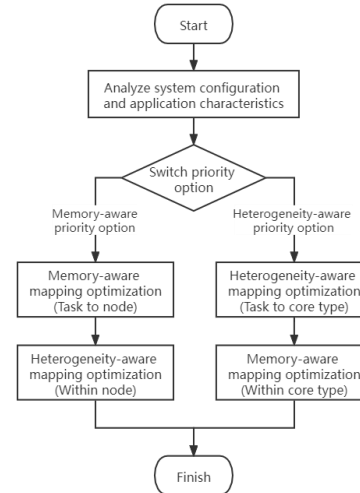 Start
Analyze system configuration
and application characteristics
Switch priority
option
Memory-aware
priority option
Heterogeneity-aware
priority option
Memory-aware
mapping optimization
(Task to node)
Heterogeneity-aware
mapping optimization
(Task to core type)
Heterogeneity-aware
mapping optimization
(Within node)
Memory-aware
mapping optimization
(Within core type)
Finish